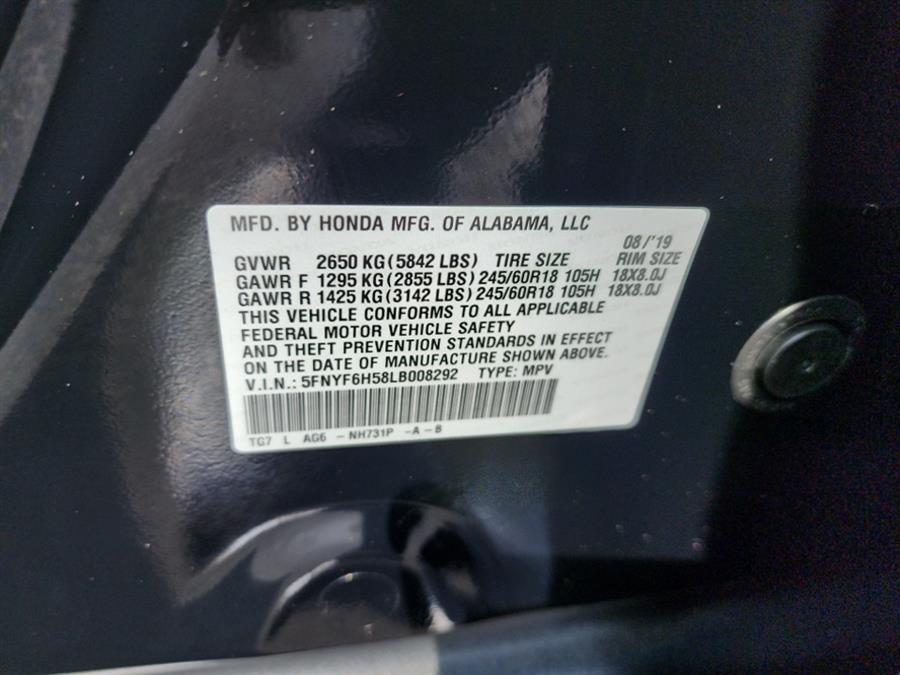 MFD. BY HONDA MFG. OF ALABAMA, LLC
08/'19
GVWR 2650 KG (5842 LBS) TIRE SIZE RIM SIZE
GAWR F 1295 KG (2855 LBS) 245/60R18 105H 18X8.0J
GAWR R 1425 KG (3142 LBS) 245/60R18 105H 18X8.0J
THIS VEHICLE CONFORMS TO ALL APPLICABLE
FEDERAL MOTOR VEHICLE SAFETY
AND THEFT PREVENTION STANDARDS IN EFFECT
ON THE DATE OF MANUFACTURE SHOWN ABOVE.
V.I.N.: 5FNYF6H58LB008292 TYPE: MPV
TG7 L AG6 - NH731P -A-B